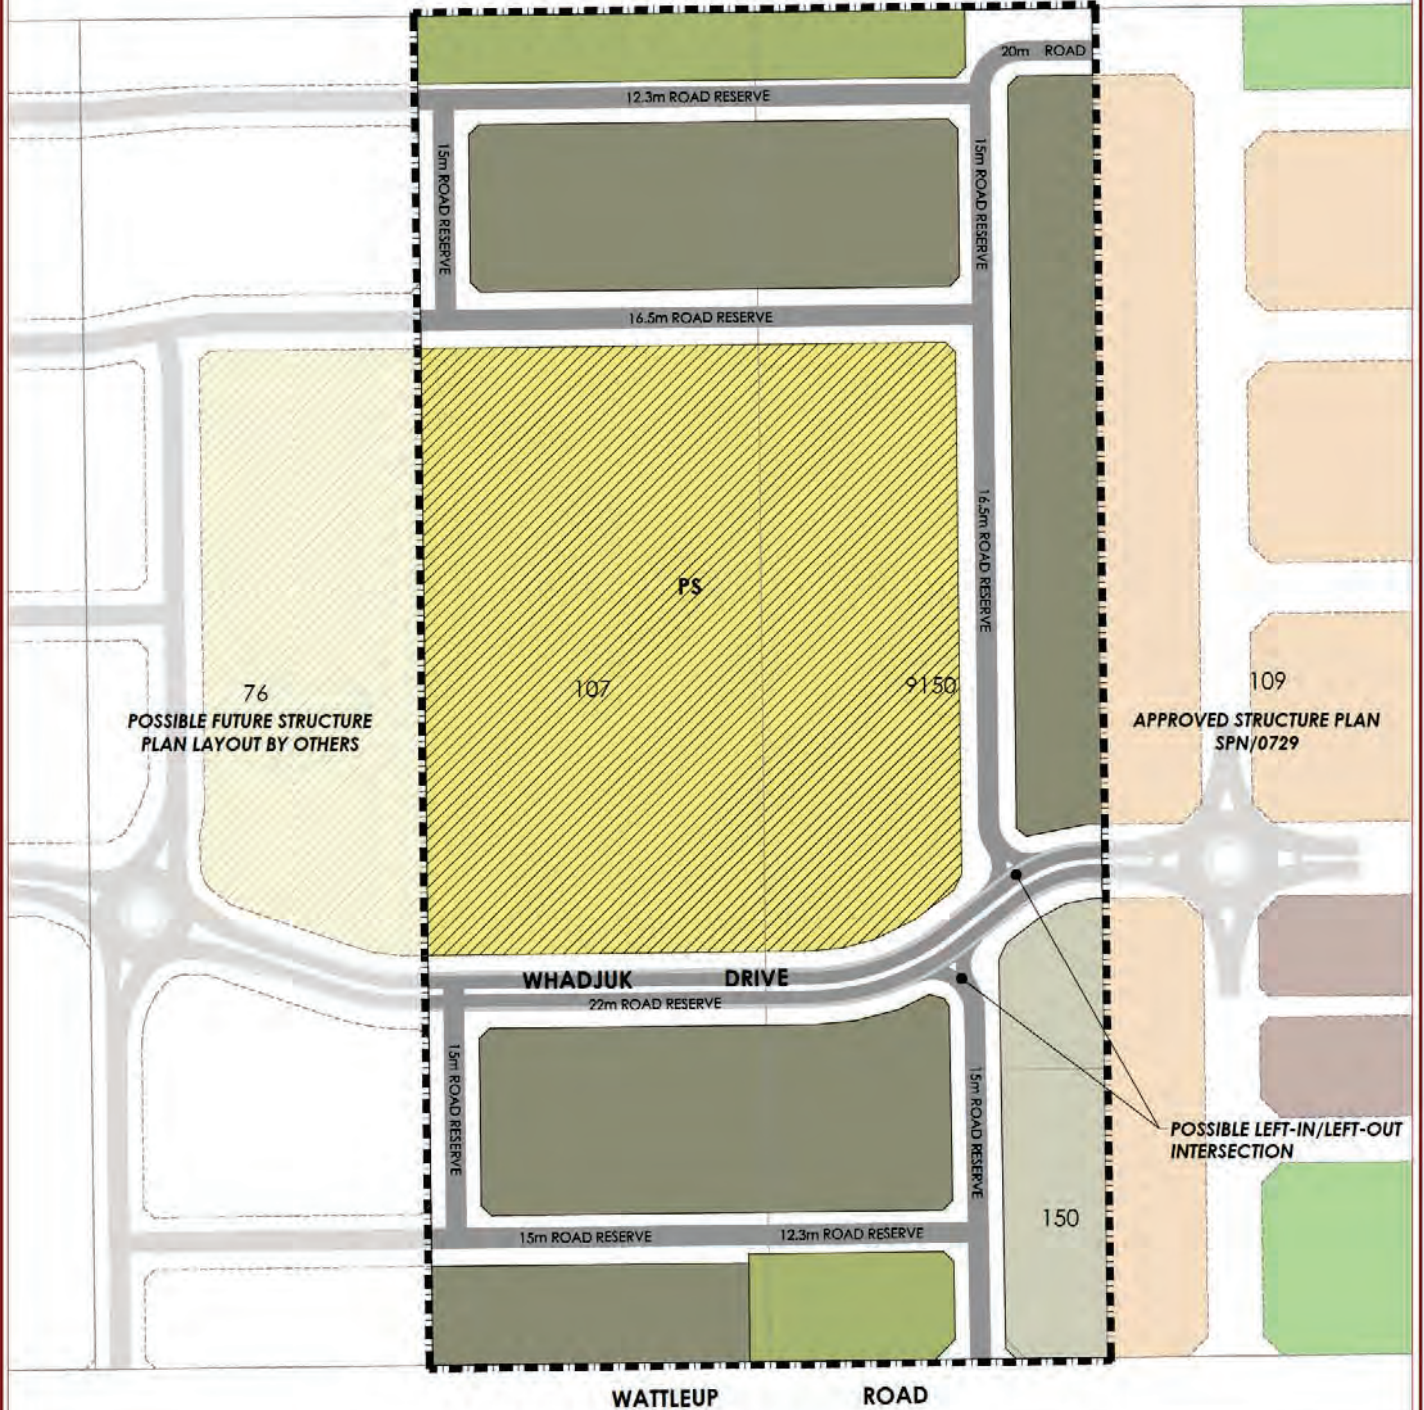 20m ROAD
12.3m ROAD RESERVE
15m ROAD RESERVE
15m ROAD RESERVE
16.5m ROAD RESERVE
16.5m ROAD RESERVE
PS
76
107
9150
109
POSSIBLE FUTURE STRUCTURE
PLAN LAYOUT BY OTHERS
APPROVED STRUCTURE PLAN
SPN/0729
WHADJUK DRIVE
22m ROAD RESERVE
15m ROAD RESERVE
15m ROAD RESERVE
POSSIBLE LEFT-IN/LEFT-OUT
INTERSECTION
150
15m ROAD RESERVE
12.3m ROAD RESERVE
WATTLEUP ROAD